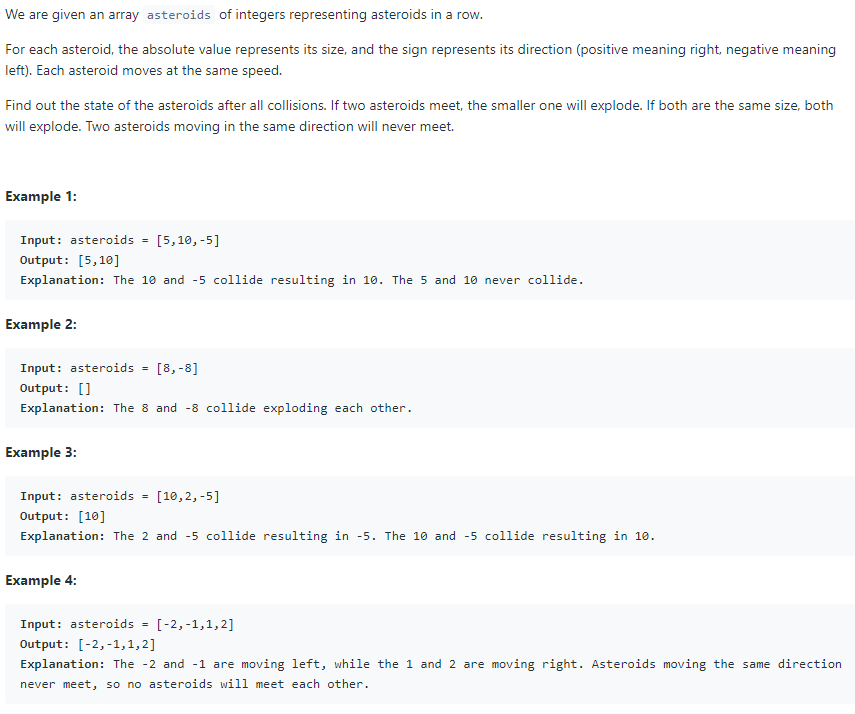 We are given an array asteroids of integers representing asteroids in a row.
For each asteroid, the absolute value represents its size, and the sign represents its direction (positive meaning right, negative meaning
left). Each asteroid moves at the same speed.
Find out the state of the asteroids after all collisions. If two asteroids meet, the smaller one will explode. If both are the same size, both
will explode. Two asteroids moving in the same direction will never meet.
Example 1:
Input: asteroids = [5,10,-5]
Output: [5,10]
Explanation: The 10 and -5 collide resulting in 10. The 5 and 10 never collide.
Example 2:
Input: asteroids = [8,-8]
Output: []
Explanation: The 8 and -8 collide exploding each other.
Example 3:
Input: asteroids = [10,2,-5]
Output: [10]
Explanation: The 2 and -5 collide resulting in -5. The 10 and -5 collide resulting in 10.
Example 4:
Input: asteroids = [-2,-1,1,2]
Output: [-2,-1,1,2]
Explanation: The -2 and -1 are moving left, while the 1 and 2 are moving right. Asteroids moving the same direction
never meet, so no asteroids will meet each other.